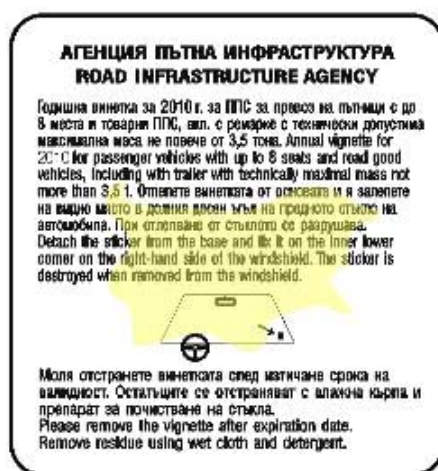 АГЕНЦИЯ ПЪТНА ИНФРАСТРУКТУРА
ROAD INFRASTRUCTURE AGENCY
Годишна винетка за 2010 г. за ППС за превоз на пътници с до
8 места и товарни ППС, вкл. с ремарке с технически допустима
максимална маса не повече от 3,5 тона. Annual vignette for
2010 for passenger vehicles with up to 8 seats and road good
vehicles, including with trailer with technically maximal mass not
more than 3,5 t. Отлепете винетката от основата и я залепете
на видно място в долния десен ъгъл на предното стъкло на
автомобила. При отлепване от стъклото се разрушава.
Detach the sticker from the base and fix it on the inner lower
corner on the right-hand side of the windshield. The sticker is
destroyed when removed from the windshield.
Моля отстранете винетката след изтичане срока на
валидност. Остатъците се отстраняват с влажна кърпа и
препарат за почистване на стъкла.
Please remove the vignette after expiration date.
Remove residue using wet cloth and detergent.